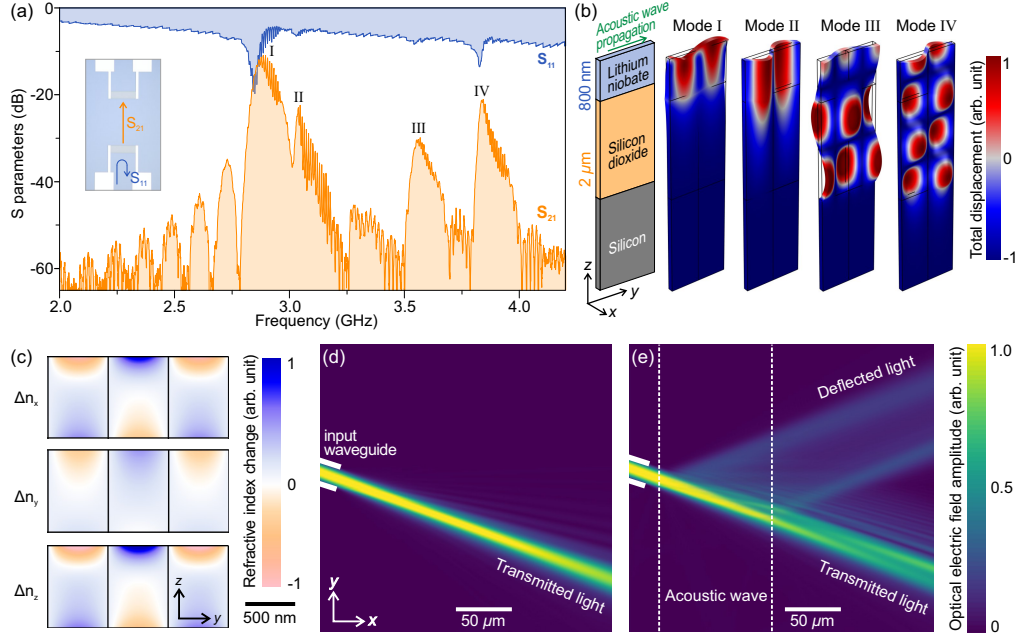 (a)
0
-20
-40
-60
S parameters (dB)
2.0
2.5
3.0
3.5
4.0
Frequency (GHz)
I
II
III
IV
S₁₁
S₂₁
S₂₁
S₁₁
(b)
Acoustic wave
propagation
Mode I
Mode II
Mode III
Mode IV
800 nm
Lithium
niobate
2 µm
Silicon
dioxide
Silicon
z
y
x
Total displacement (arb. unit)
1
0
-1
(c)
Δnₓ
Δnᵧ
Δn_z
z
y
Refractive index change (arb. unit)
1
0
-1
500 nm
(d)
input
waveguide
Transmitted light
y
x
50 µm
(e)
Deflected light
Transmitted light
Acoustic wave
50 µm
Optical electric field amplitude (arb. unit)
1.0
0.5
0